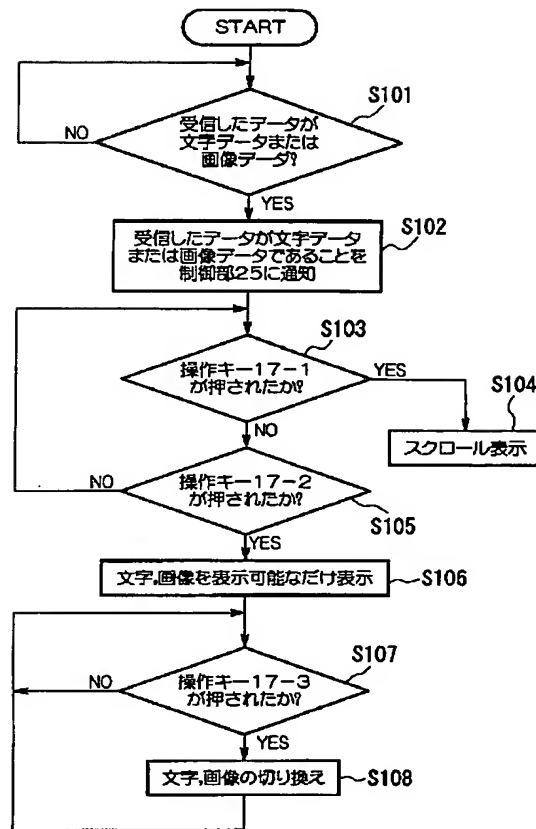 START
S101
受信したデータが
文字データまたは
画像データ?
NO
YES
S102
受信したデータが文字データ
または画像データであることを
制御部25に通知
S103
操作キー17-1
が押されたか?
YES
S104
スクロール表示
NO
操作キー17-2
が押されたか?
NO
S105
YES
文字,画像を表示可能なだけ表示
S106
S107
操作キー17-3
が押されたか?
NO
YES
文字,画像の切り換え
S108